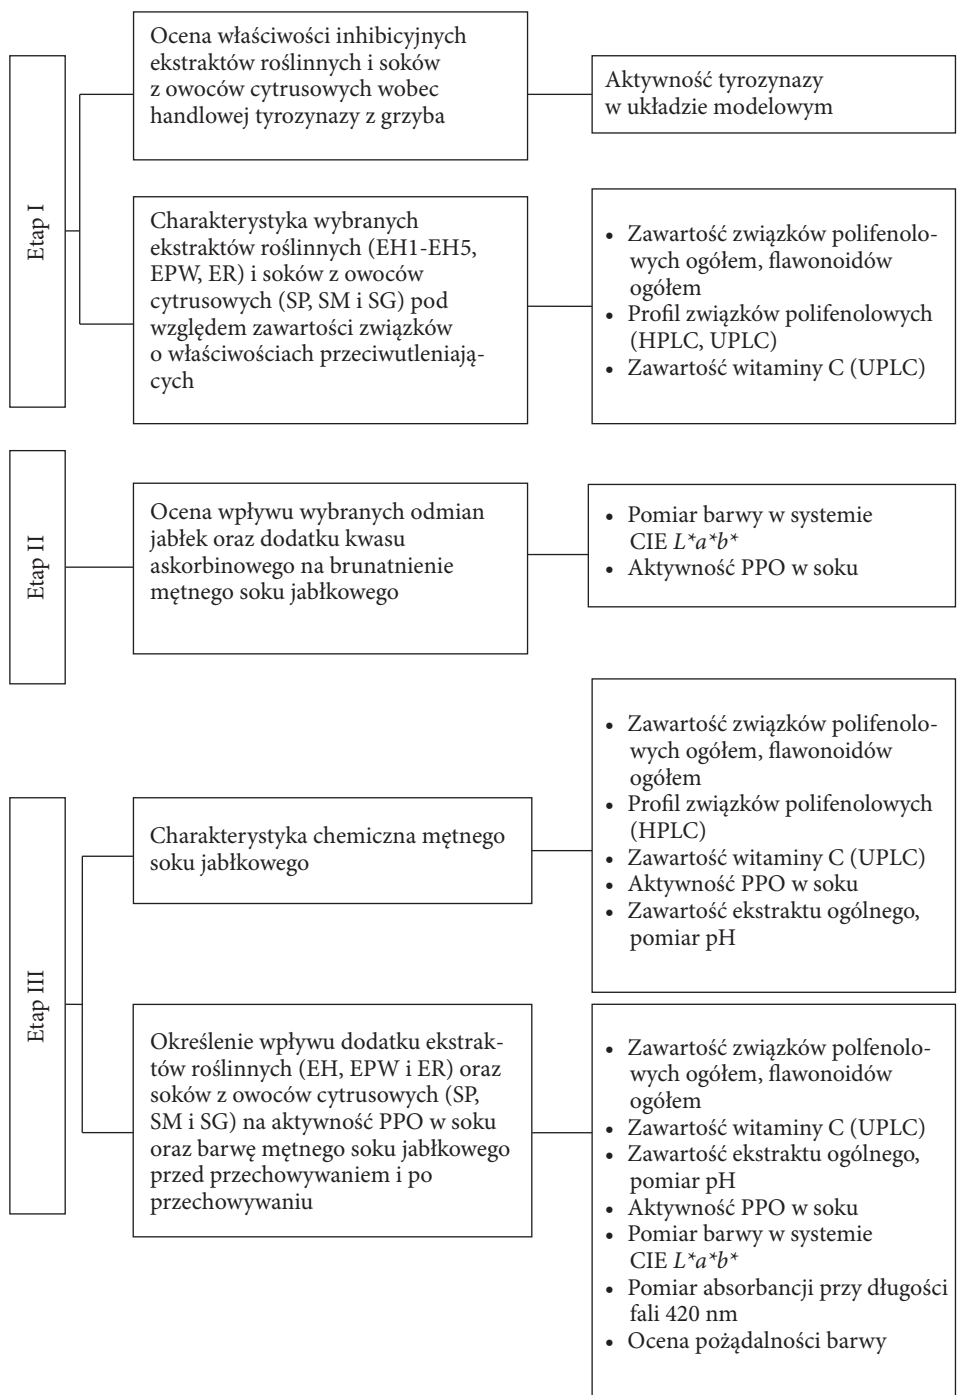 Etap I
Ocena właściwości inhibicyjnych
ekstraktów roślinnych i soków
z owoców cytrusowych wobec
handlowej tyrozynazy z grzyba
Aktywność tyrozynazy
w układzie modelowym
Charakterystyka wybranych
ekstraktów roślinnych (EH1-EH5,
EPW, ER) i soków z owoców
cytrusowych (SP, SM i SG) pod
względem zawartości związków
o właściwościach przeciwutleniają-
cych
• Zawartość związków polifenolo-
wych ogółem, flawonoidów
ogółem
• Profil związków polifenolowych
(HPLC, UPLC)
• Zawartość witaminy C (UPLC)
Etap II
Ocena wpływu wybranych odmian
jabłek oraz dodatku kwasu
askorbinowego na brunatnienie
mętnego soku jabłkowego
• Pomiar barwy w systemie
CIE L*a*b*
• Aktywność PPO w soku
Etap III
Charakterystyka chemiczna mętnego
soku jabłkowego
• Zawartość związków polifenolo-
wych ogółem, flawonoidów
ogółem
• Profil związków polifenolowych
(HPLC)
• Zawartość witaminy C (UPLC)
• Aktywność PPO w soku
• Zawartość ekstraktu ogólnego,
pomiar pH
Określenie wpływu dodatku ekstrak-
tów roślinnych (EH, EPW i ER) oraz
soków z owoców cytrusowych (SP,
SM i SG) na aktywność PPO w soku
oraz barwę mętnego soku jabłkowego
przed przechowywaniem i po
przechowywaniu
• Zawartość związków polfenolo-
wych ogółem, flawonoidów
ogółem
• Zawartość witaminy C (UPLC)
• Zawartość ekstraktu ogólnego,
pomiar pH
• Aktywność PPO w soku
• Pomiar barwy w systemie
CIE L*a*b*
• Pomiar absorbancji przy długości
fali 420 nm
• Ocena pożądalności barwy